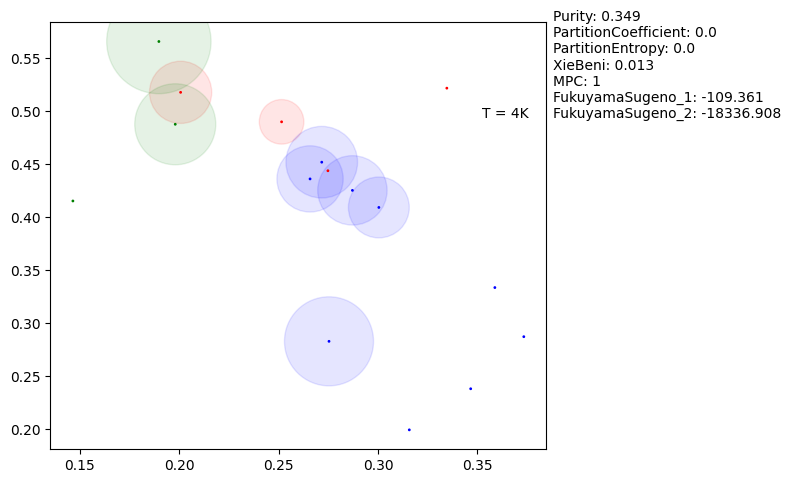 Purity: 0.349
PartitionCoefficient: 0.0
PartitionEntropy: 0.0
XieBeni: 0.013
MPC: 1
FukuyamaSugeno_1: -109.361
FukuyamaSugeno_2: -18336.908
T = 4K
0.55
0.50
0.45
0.40
0.35
0.30
0.25
0.20
0.15 0.20 0.25 0.30 0.35